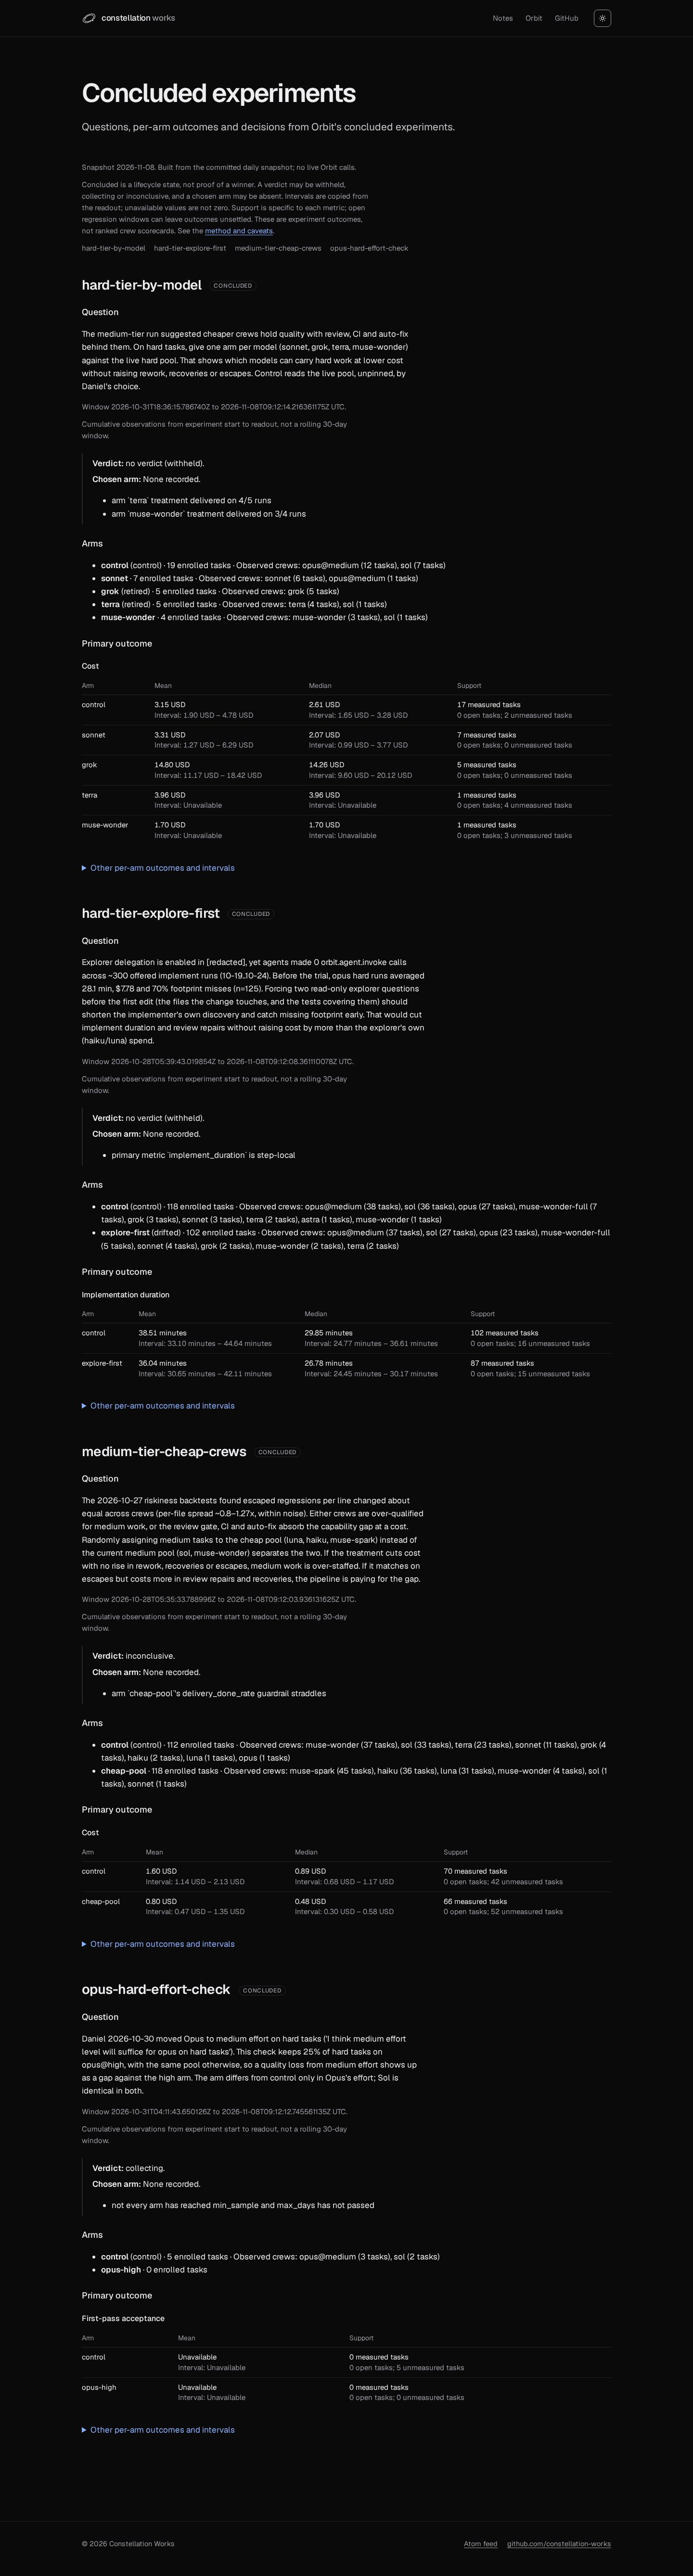 constellation works
Notes Orbit GitHub
Concluded experiments
Questions, per-arm outcomes and decisions from Orbit's concluded experiments.
Snapshot 2026-11-08. Built from the committed daily snapshot; no live Orbit calls.
Concluded is a lifecycle state, not proof of a winner. A verdict may be withheld,
collecting or inconclusive, and a chosen arm may be absent. Intervals are copied from
the readout; unavailable values are not zero. Support is specific to each metric; open
regression windows can leave outcomes unsettled. These are experiment outcomes,
not ranked crew scorecards. See the method and caveats.
hard-tier-by-model hard-tier-explore-first medium-tier-cheap-crews opus-hard-effort-check
hard-tier-by-model CONCLUDED
Question
The medium-tier run suggested cheaper crews hold quality with review, CI and auto-fix
behind them. On hard tasks, give one arm per model (sonnet, grok, terra, muse-wonder)
against the live hard pool. That shows which models can carry hard work at lower cost
without raising rework, recoveries or escapes. Control reads the live pool, unpinned, by
Daniel's choice.
Window 2026-10-31T18:36:15.786740Z to 2026-11-08T09:12:14.216361175Z UTC.
Cumulative observations from experiment start to readout, not a rolling 30-day
window.
Verdict: no verdict (withheld).
Chosen arm: None recorded.
• arm `terra` treatment delivered on 4/5 runs
• arm `muse-wonder` treatment delivered on 3/4 runs
Arms
• control (control) · 19 enrolled tasks · Observed crews: opus@medium (12 tasks), sol (7 tasks)
• sonnet · 7 enrolled tasks · Observed crews: sonnet (6 tasks), opus@medium (1 tasks)
• grok (retired) · 5 enrolled tasks · Observed crews: grok (5 tasks)
• terra (retired) · 5 enrolled tasks · Observed crews: terra (4 tasks), sol (1 tasks)
• muse-wonder · 4 enrolled tasks · Observed crews: muse-wonder (3 tasks), sol (1 tasks)
Primary outcome
Cost
Arm Mean Median Support
control 3.15 USD 2.61 USD 17 measured tasks
Interval: 1.90 USD – 4.78 USD Interval: 1.65 USD – 3.28 USD 0 open tasks; 2 unmeasured tasks
sonnet 3.31 USD 2.07 USD 7 measured tasks
Interval: 1.27 USD – 6.29 USD Interval: 0.99 USD – 3.77 USD 0 open tasks; 0 unmeasured tasks
grok 14.80 USD 14.26 USD 5 measured tasks
Interval: 11.17 USD – 18.42 USD Interval: 9.60 USD – 20.12 USD 0 open tasks; 0 unmeasured tasks
terra 3.96 USD 3.96 USD 1 measured tasks
Interval: Unavailable Interval: Unavailable 0 open tasks; 4 unmeasured tasks
muse-wonder 1.70 USD 1.70 USD 1 measured tasks
Interval: Unavailable Interval: Unavailable 0 open tasks; 3 unmeasured tasks
▶ Other per-arm outcomes and intervals
hard-tier-explore-first CONCLUDED
Question
Explorer delegation is enabled in [redacted], yet agents made 0 orbit.agent.invoke calls
across ~300 offered implement runs (10-19..10-24). Before the trial, opus hard runs averaged
28.1 min, $7.78 and 70% footprint misses (n=125). Forcing two read-only explorer questions
before the first edit (the files the change touches, and the tests covering them) should
shorten the implementer's own discovery and catch missing footprint early. That would cut
implement duration and review repairs without raising cost by more than the explorer's own
(haiku/luna) spend.
Window 2026-10-28T05:39:43.019854Z to 2026-11-08T09:12:08.361110078Z UTC.
Cumulative observations from experiment start to readout, not a rolling 30-day
window.
Verdict: no verdict (withheld).
Chosen arm: None recorded.
• primary metric `implement_duration` is step-local
Arms
• control (control) · 118 enrolled tasks · Observed crews: opus@medium (38 tasks), sol (36 tasks), opus (27 tasks), muse-wonder-full (7
tasks), grok (3 tasks), sonnet (3 tasks), terra (2 tasks), astra (1 tasks), muse-wonder (1 tasks)
• explore-first (drifted) · 102 enrolled tasks · Observed crews: opus@medium (37 tasks), sol (27 tasks), opus (23 tasks), muse-wonder-full
(5 tasks), sonnet (4 tasks), grok (2 tasks), muse-wonder (2 tasks), terra (2 tasks)
Primary outcome
Implementation duration
Arm Mean Median Support
control 38.51 minutes 29.85 minutes 102 measured tasks
Interval: 33.10 minutes – 44.64 minutes Interval: 24.77 minutes – 36.61 minutes 0 open tasks; 16 unmeasured tasks
explore-first 36.04 minutes 26.78 minutes 87 measured tasks
Interval: 30.65 minutes – 42.11 minutes Interval: 24.45 minutes – 30.17 minutes 0 open tasks; 15 unmeasured tasks
▶ Other per-arm outcomes and intervals
medium-tier-cheap-crews CONCLUDED
Question
The 2026-10-27 riskiness backtests found escaped regressions per line changed about
equal across crews (per-file spread ~0.8–1.27x, within noise). Either crews are over-qualified
for medium work, or the review gate, CI and auto-fix absorb the capability gap at a cost.
Randomly assigning medium tasks to the cheap pool (luna, haiku, muse-spark) instead of
the current medium pool (sol, muse-wonder) separates the two. If the treatment cuts cost
with no rise in rework, recoveries or escapes, medium work is over-staffed. If it matches on
escapes but costs more in review repairs and recoveries, the pipeline is paying for the gap.
Window 2026-10-28T05:35:33.788996Z to 2026-11-08T09:12:03.936131625Z UTC.
Cumulative observations from experiment start to readout, not a rolling 30-day
window.
Verdict: inconclusive.
Chosen arm: None recorded.
• arm `cheap-pool`'s delivery_done_rate guardrail straddles
Arms
• control (control) · 112 enrolled tasks · Observed crews: muse-wonder (37 tasks), sol (33 tasks), terra (23 tasks), sonnet (11 tasks), grok (4
tasks), haiku (2 tasks), luna (1 tasks), opus (1 tasks)
• cheap-pool · 118 enrolled tasks · Observed crews: muse-spark (45 tasks), haiku (36 tasks), luna (31 tasks), muse-wonder (4 tasks), sol (1
tasks), sonnet (1 tasks)
Primary outcome
Cost
Arm Mean Median Support
control 1.60 USD 0.89 USD 70 measured tasks
Interval: 1.14 USD – 2.13 USD Interval: 0.68 USD – 1.17 USD 0 open tasks; 42 unmeasured tasks
cheap-pool 0.80 USD 0.48 USD 66 measured tasks
Interval: 0.47 USD – 1.35 USD Interval: 0.30 USD – 0.58 USD 0 open tasks; 52 unmeasured tasks
▶ Other per-arm outcomes and intervals
opus-hard-effort-check CONCLUDED
Question
Daniel 2026-10-30 moved Opus to medium effort on hard tasks ('I think medium effort
level will suffice for opus on hard tasks'). This check keeps 25% of hard tasks on
opus@high, with the same pool otherwise, so a quality loss from medium effort shows up
as a gap against the high arm. The arm differs from control only in Opus's effort; Sol is
identical in both.
Window 2026-10-31T04:11:43.650126Z to 2026-11-08T09:12:12.745561135Z UTC.
Cumulative observations from experiment start to readout, not a rolling 30-day
window.
Verdict: collecting.
Chosen arm: None recorded.
• not every arm has reached min_sample and max_days has not passed
Arms
• control (control) · 5 enrolled tasks · Observed crews: opus@medium (3 tasks), sol (2 tasks)
• opus-high · 0 enrolled tasks
Primary outcome
First-pass acceptance
Arm Mean Support
control Unavailable 0 measured tasks
Interval: Unavailable 0 open tasks; 5 unmeasured tasks
opus-high Unavailable 0 measured tasks
Interval: Unavailable 0 open tasks; 0 unmeasured tasks
▶ Other per-arm outcomes and intervals
© 2026 Constellation Works Atom feed github.com/constellation-works